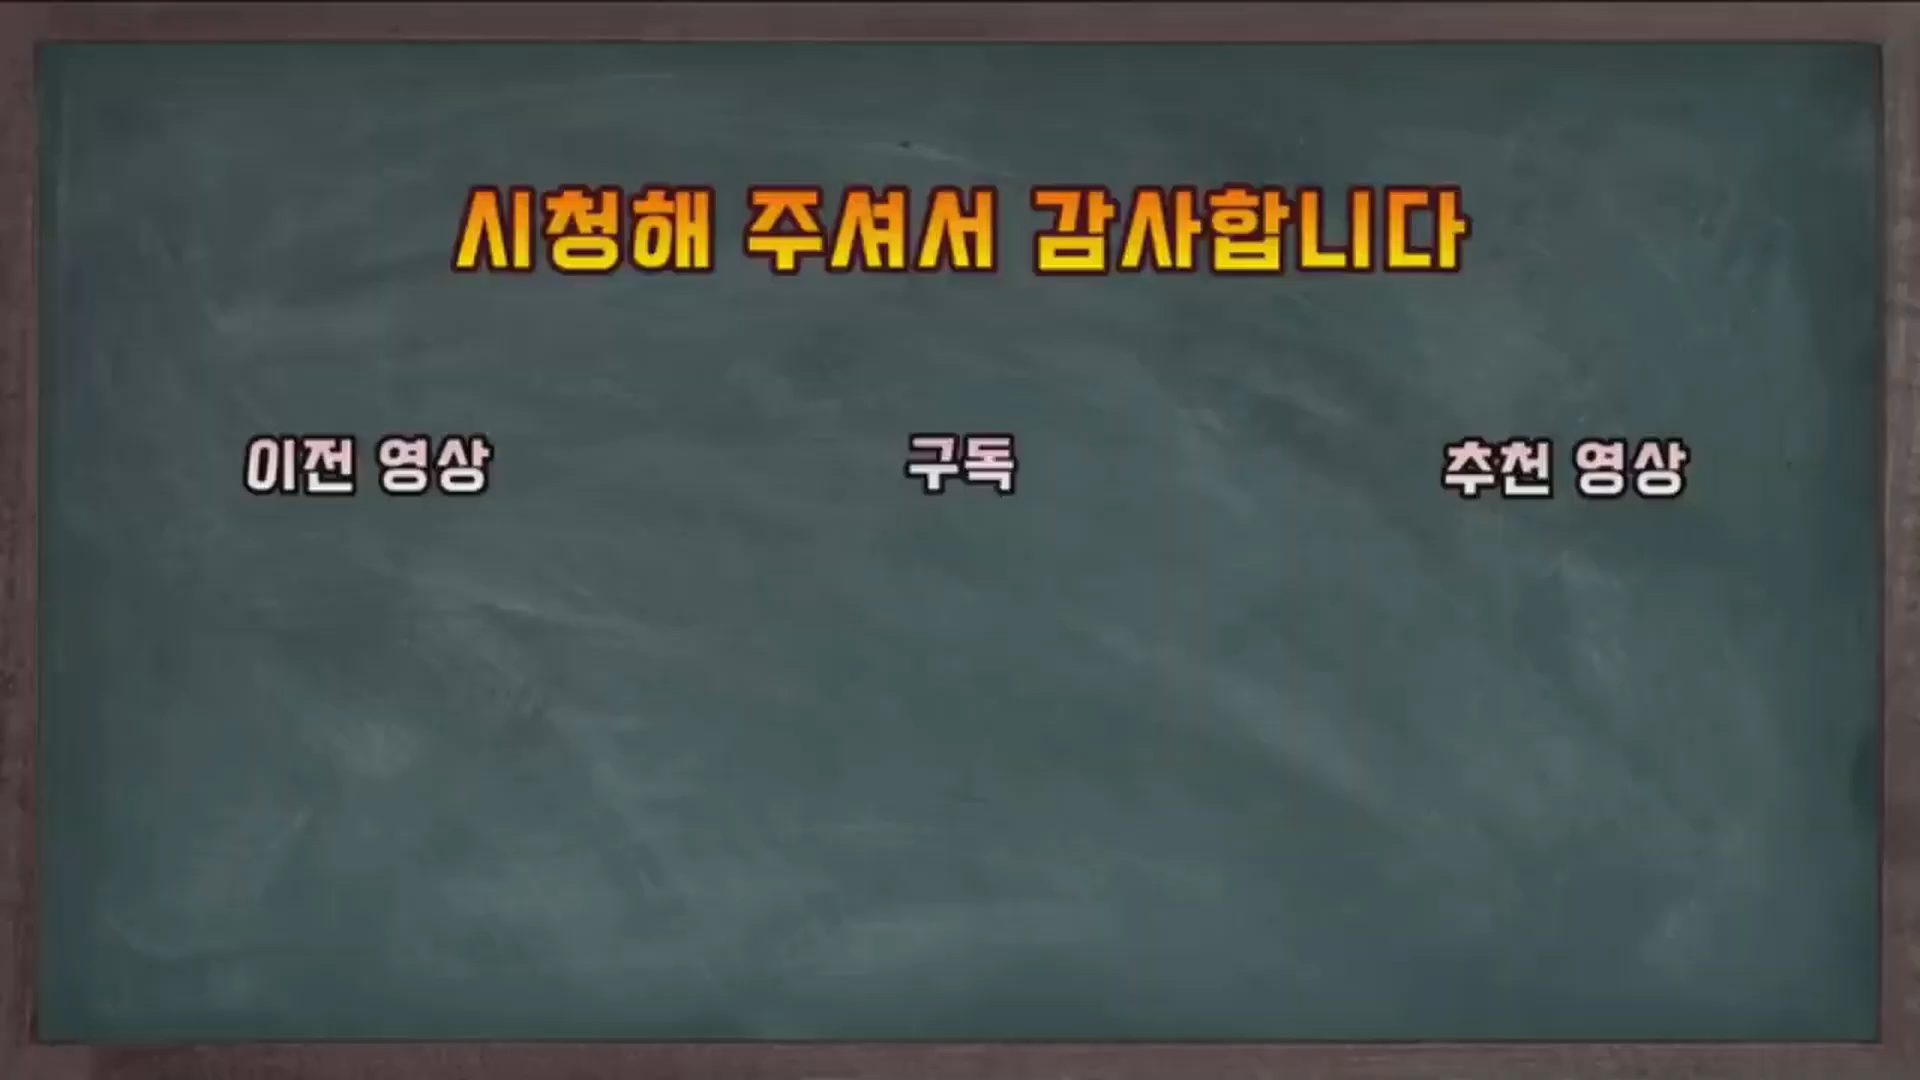 시청해 주셔서 감사합니다
이전 영상
구독
추천 영상